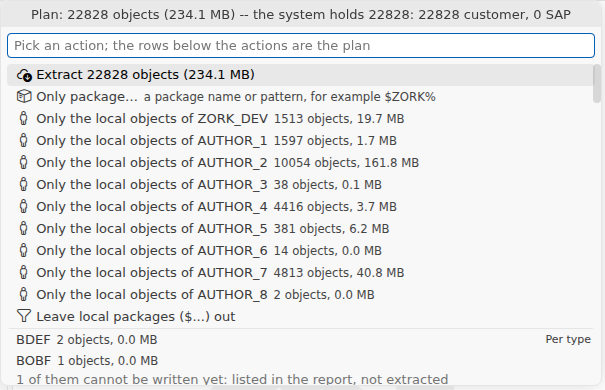 Plan: 22828 objects (234.1 MB) -- the system holds 22828: 22828 customer, 0 SAP
Pick an action; the rows below the actions are the plan
Extract 22828 objects (234.1 MB)
Only package... a package name or pattern, for example $ZORK%
Only the local objects of ZORK_DEV 1513 objects, 19.7 MB
Only the local objects of AUTHOR_1 1597 objects, 1.7 MB
Only the local objects of AUTHOR_2 10054 objects, 161.8 MB
Only the local objects of AUTHOR_3 38 objects, 0.1 MB
Only the local objects of AUTHOR_4 4416 objects, 3.7 MB
Only the local objects of AUTHOR_5 381 objects, 6.2 MB
Only the local objects of AUTHOR_6 14 objects, 0.0 MB
Only the local objects of AUTHOR_7 4813 objects, 40.8 MB
Only the local objects of AUTHOR_8 2 objects, 0.0 MB
Leave local packages ($...) out
BDEF 2 objects, 0.0 MB Per type
BOBF 1 objects, 0.0 MB
1 of them cannot be written yet: listed in the report, not extracted